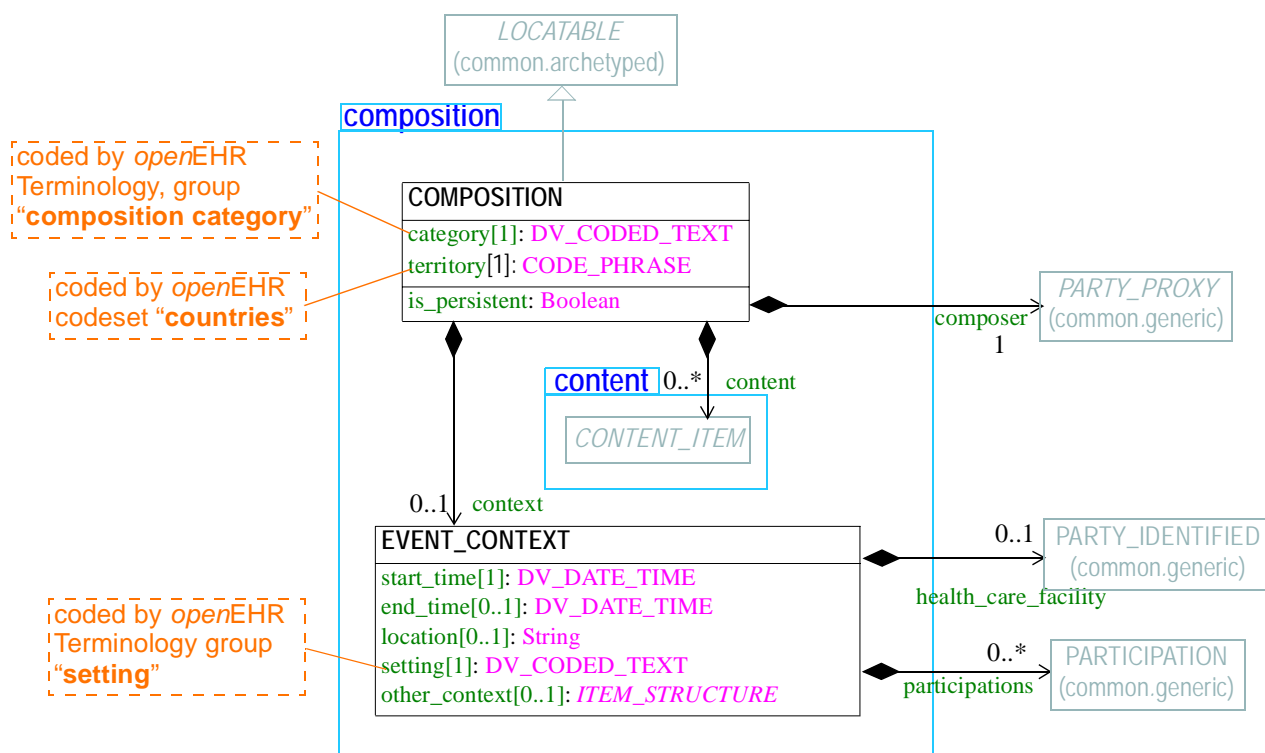 LOCATABLE
(common.archetyped)
composition
coded by openEHR
Terminology, group
“composition category”
COMPOSITION
category[1]: DV_CODED_TEXT
territory[1]: CODE_PHRASE
is_persistent: Boolean
coded by openEHR
codeset “countries”
PARTY_PROXY
(common.generic)
composer
1
content
0..*
content
CONTENT_ITEM
0..1
context
EVENT_CONTEXT
start_time[1]: DV_DATE_TIME
end_time[0..1]: DV_DATE_TIME
location[0..1]: String
setting[1]: DV_CODED_TEXT
other_context[0..1]: ITEM_STRUCTURE
coded by openEHR
Terminology group
“setting”
0..1
PARTY_IDENTIFIED
(common.generic)
health_care_facility
0..*
PARTICIPATION
(common.generic)
participations